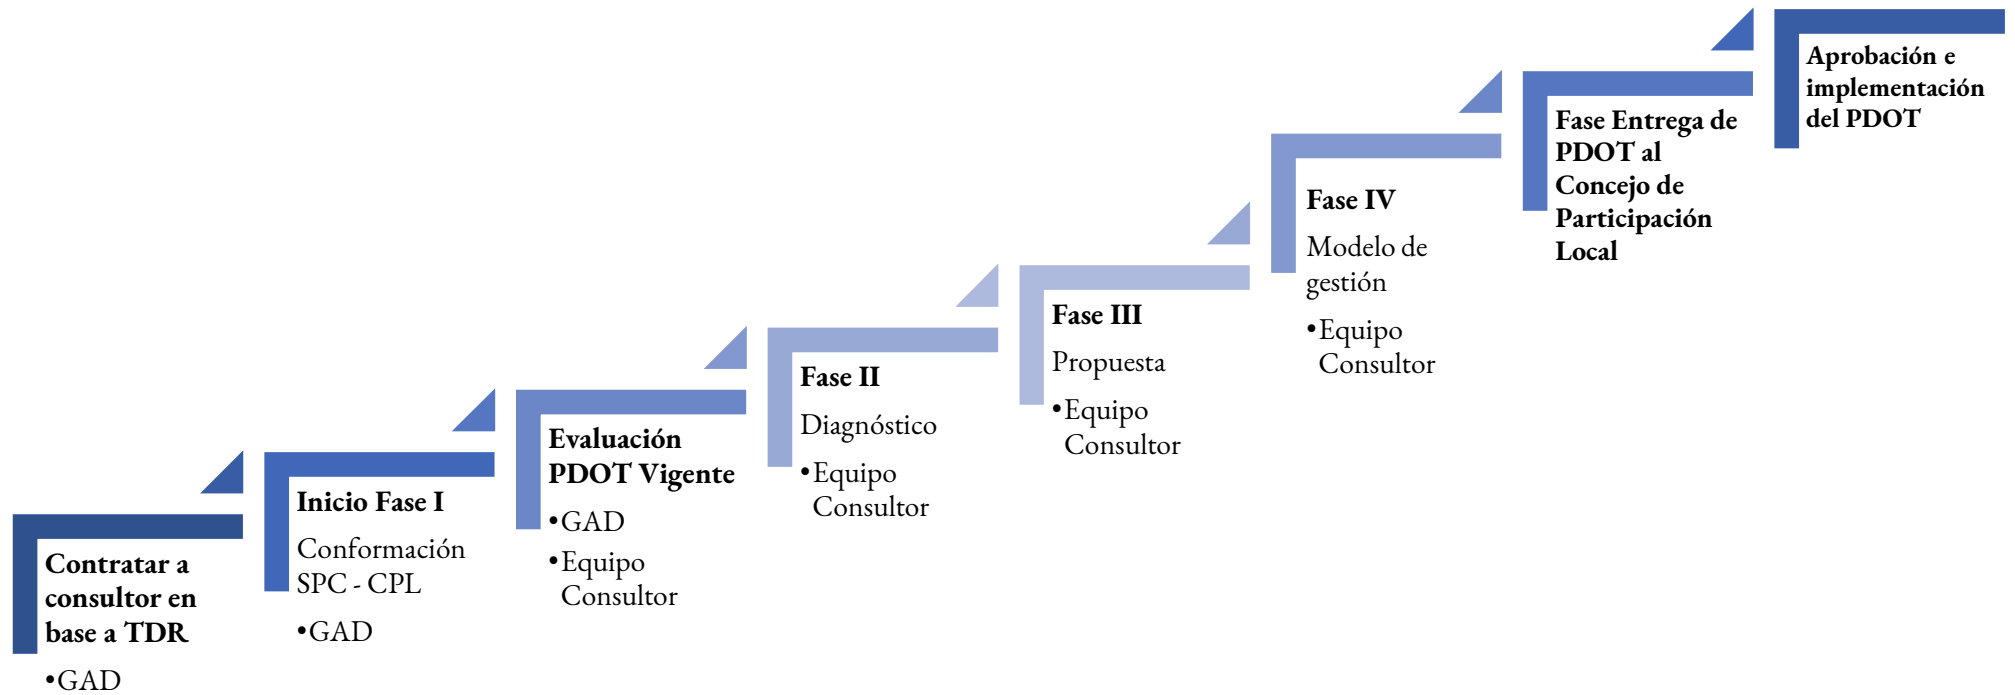 Contratar a
consultor en
base a TDR
•GAD
Inicio Fase I
Conformación
SPC - CPL
•GAD
Evaluación
PDOT Vigente
•GAD
•Equipo
Consultor
Fase II
Diagnóstico
•Equipo
Consultor
Fase III
Propuesta
•Equipo
Consultor
Fase IV
Modelo de
gestión
•Equipo
Consultor
Fase Entrega de
PDOT al
Concejo de
Participación
Local
Aprobación e
implementación
del PDOT